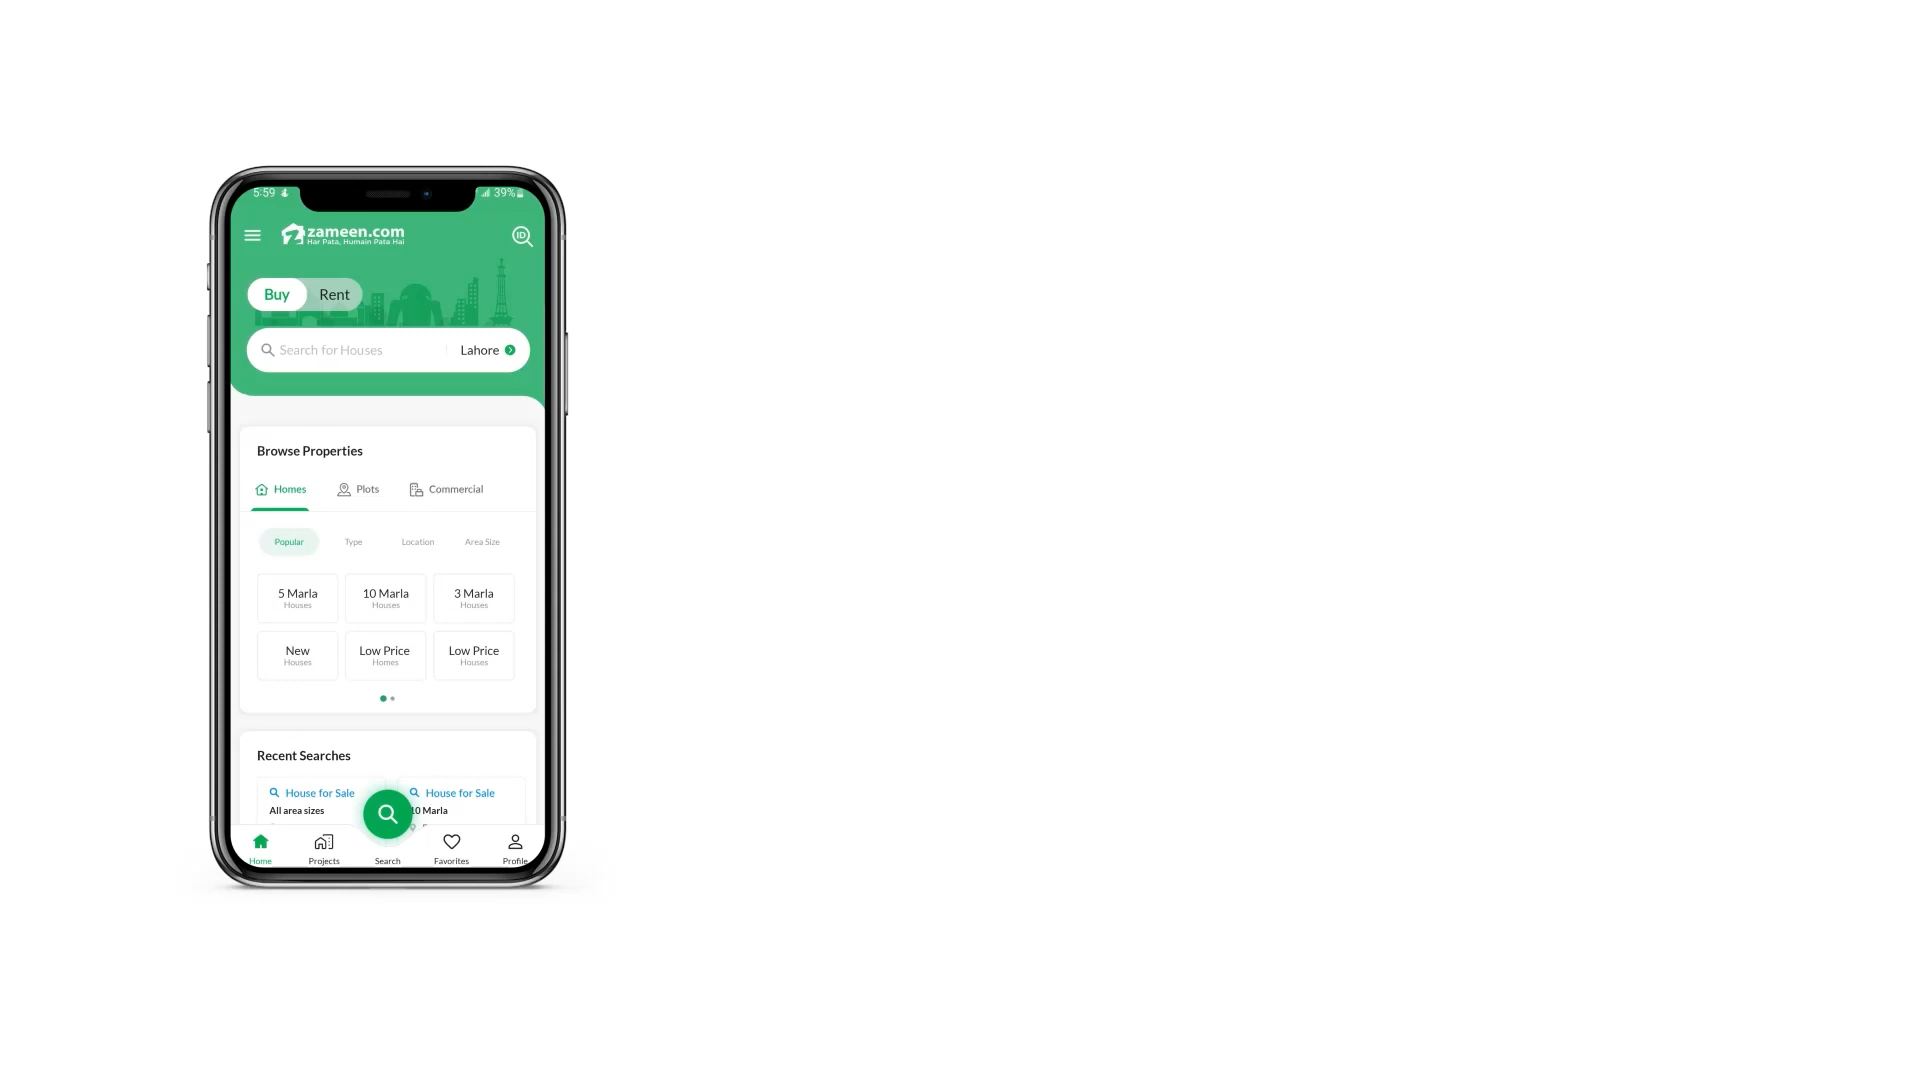 5:59
39%
zameen.com
Har Pata, Humain Pata Hai
ID
Buy Rent
Search for Houses Lahore
Browse Properties
Homes Plots Commercial
Popular Type Location Area Size
5 Marla 10 Marla 3 Marla
Houses Houses Houses
New Low Price Low Price
Houses Homes Houses
Recent Searches
House for Sale House for Sale
All area sizes 10 Marla
Home Projects Search Favorites Profile